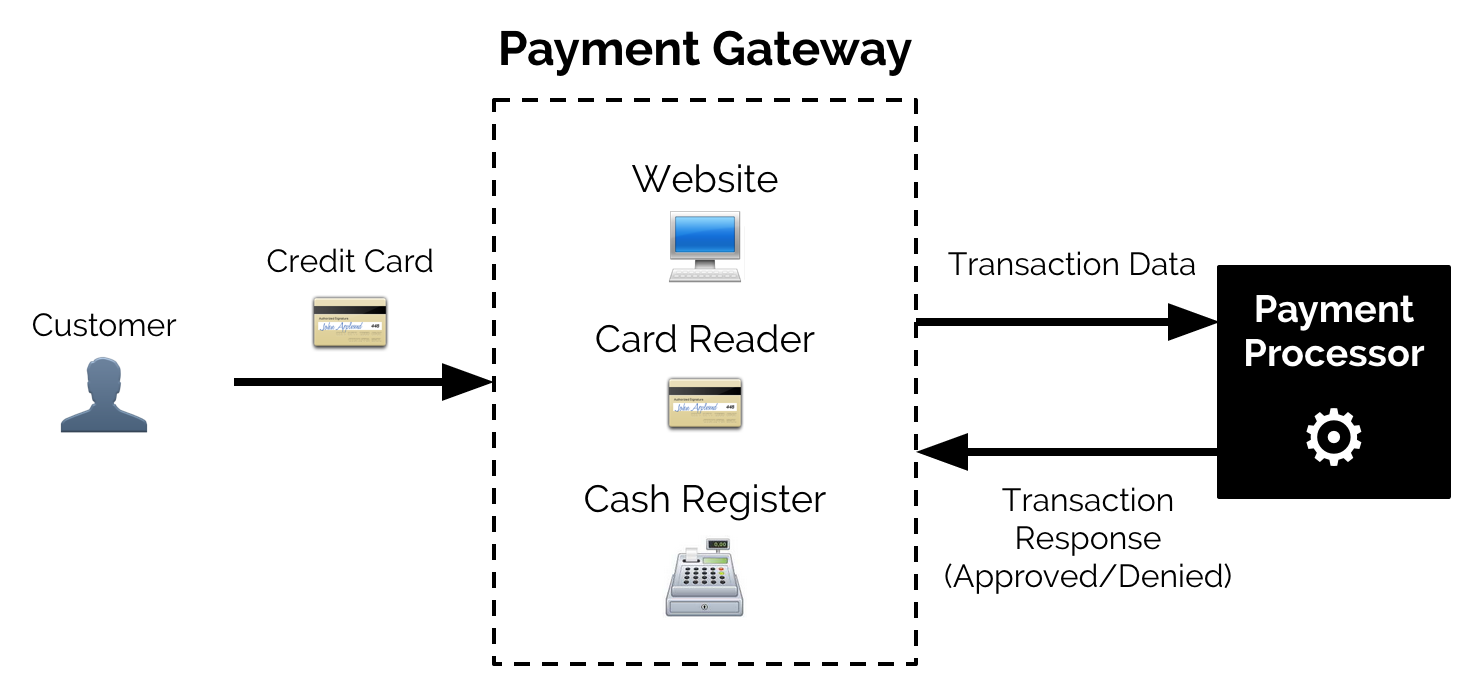 Payment Gateway
Website
Credit Card
Customer
Card Reader
Cash Register
Transaction Data
Payment
Processor
Transaction
Response
(Approved/Denied)